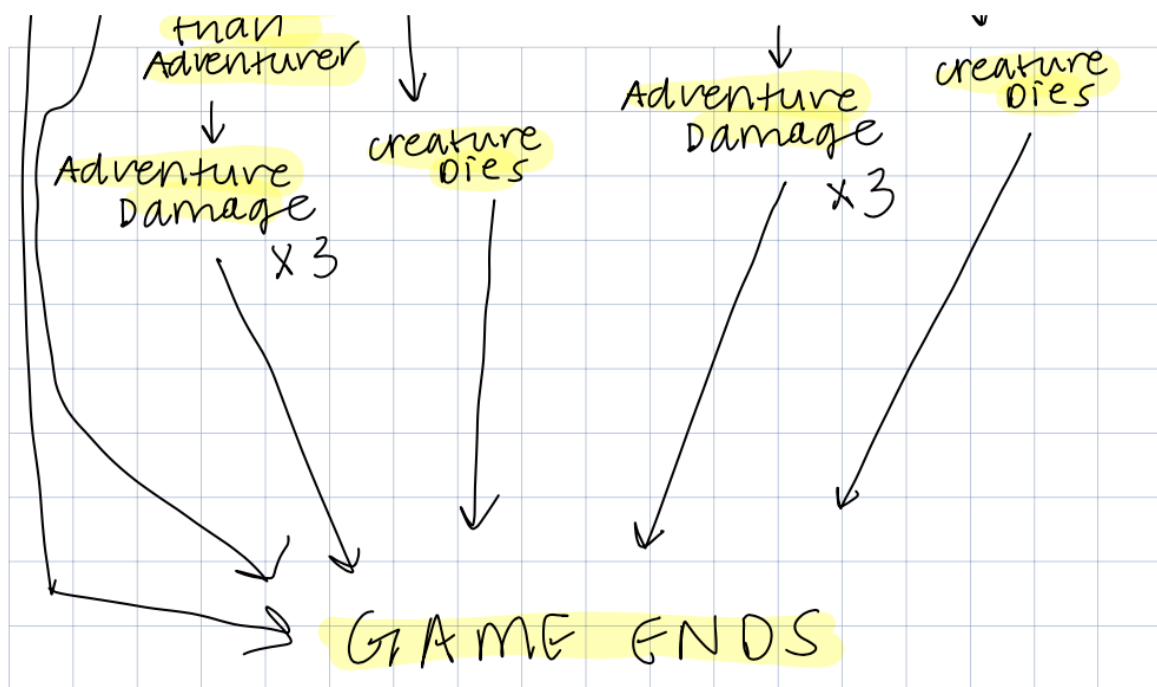 than
Adventurer
Adventure
Damage
x3
creature
Dies
Adventure
Damage
x3
creature
Dies
GAME ENDS